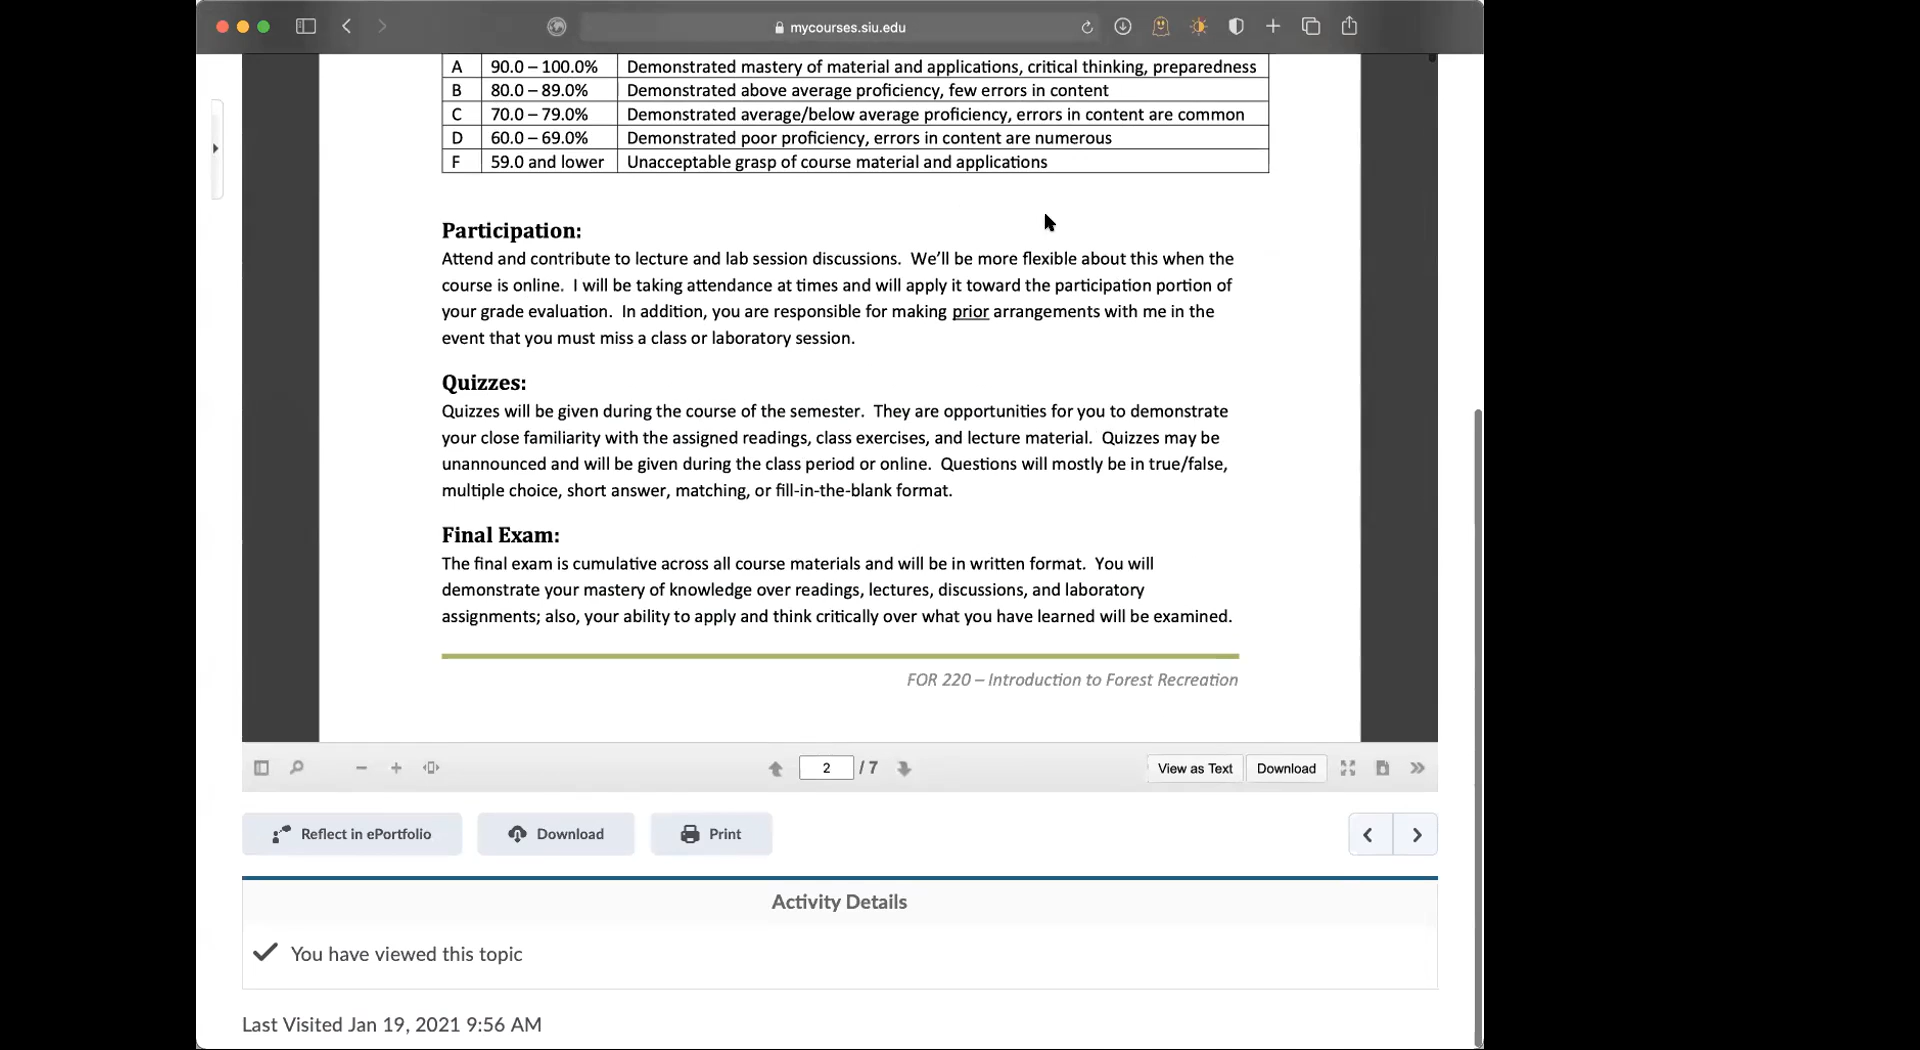 mycourses.siu.edu
A 90.0 – 100.0% Demonstrated mastery of material and applications, critical thinking, preparedness
B 80.0 – 89.0% Demonstrated above average proficiency, few errors in content
C 70.0 – 79.0% Demonstrated average/below average proficiency, errors in content are common
D 60.0 – 69.0% Demonstrated poor proficiency, errors in content are numerous
F 59.0 and lower Unacceptable grasp of course material and applications
Participation:
Attend and contribute to lecture and lab session discussions. We'll be more flexible about this when the
course is online. I will be taking attendance at times and will apply it toward the participation portion of
your grade evaluation. In addition, you are responsible for making prior arrangements with me in the
event that you must miss a class or laboratory session.
Quizzes:
Quizzes will be given during the course of the semester. They are opportunities for you to demonstrate
your close familiarity with the assigned readings, class exercises, and lecture material. Quizzes may be
unannounced and will be given during the class period or online. Questions will mostly be in true/false,
multiple choice, short answer, matching, or fill-in-the-blank format.
Final Exam:
The final exam is cumulative across all course materials and will be in written format. You will
demonstrate your mastery of knowledge over readings, lectures, discussions, and laboratory
assignments; also, your ability to apply and think critically over what you have learned will be examined.
FOR 220 – Introduction to Forest Recreation
2 / 7 View as Text Download
Reflect in ePortfolio Download Print
Activity Details
You have viewed this topic
Last Visited Jan 19, 2021 9:56 AM